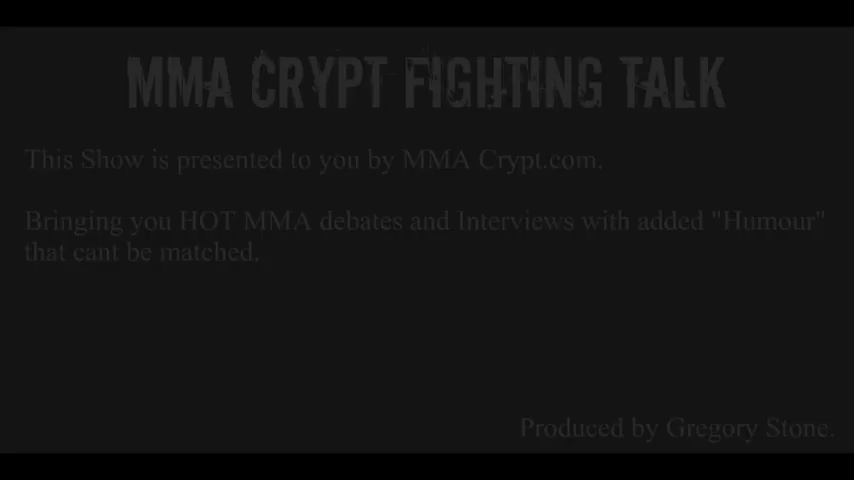 MMA CRYPT FIGHTING TALK
This Show is presented to you by MMA Crypt.com.
Bringing you HOT MMA debates and Interviews with added "Humour"
that cant be matched.
Produced by Gregory Stone.